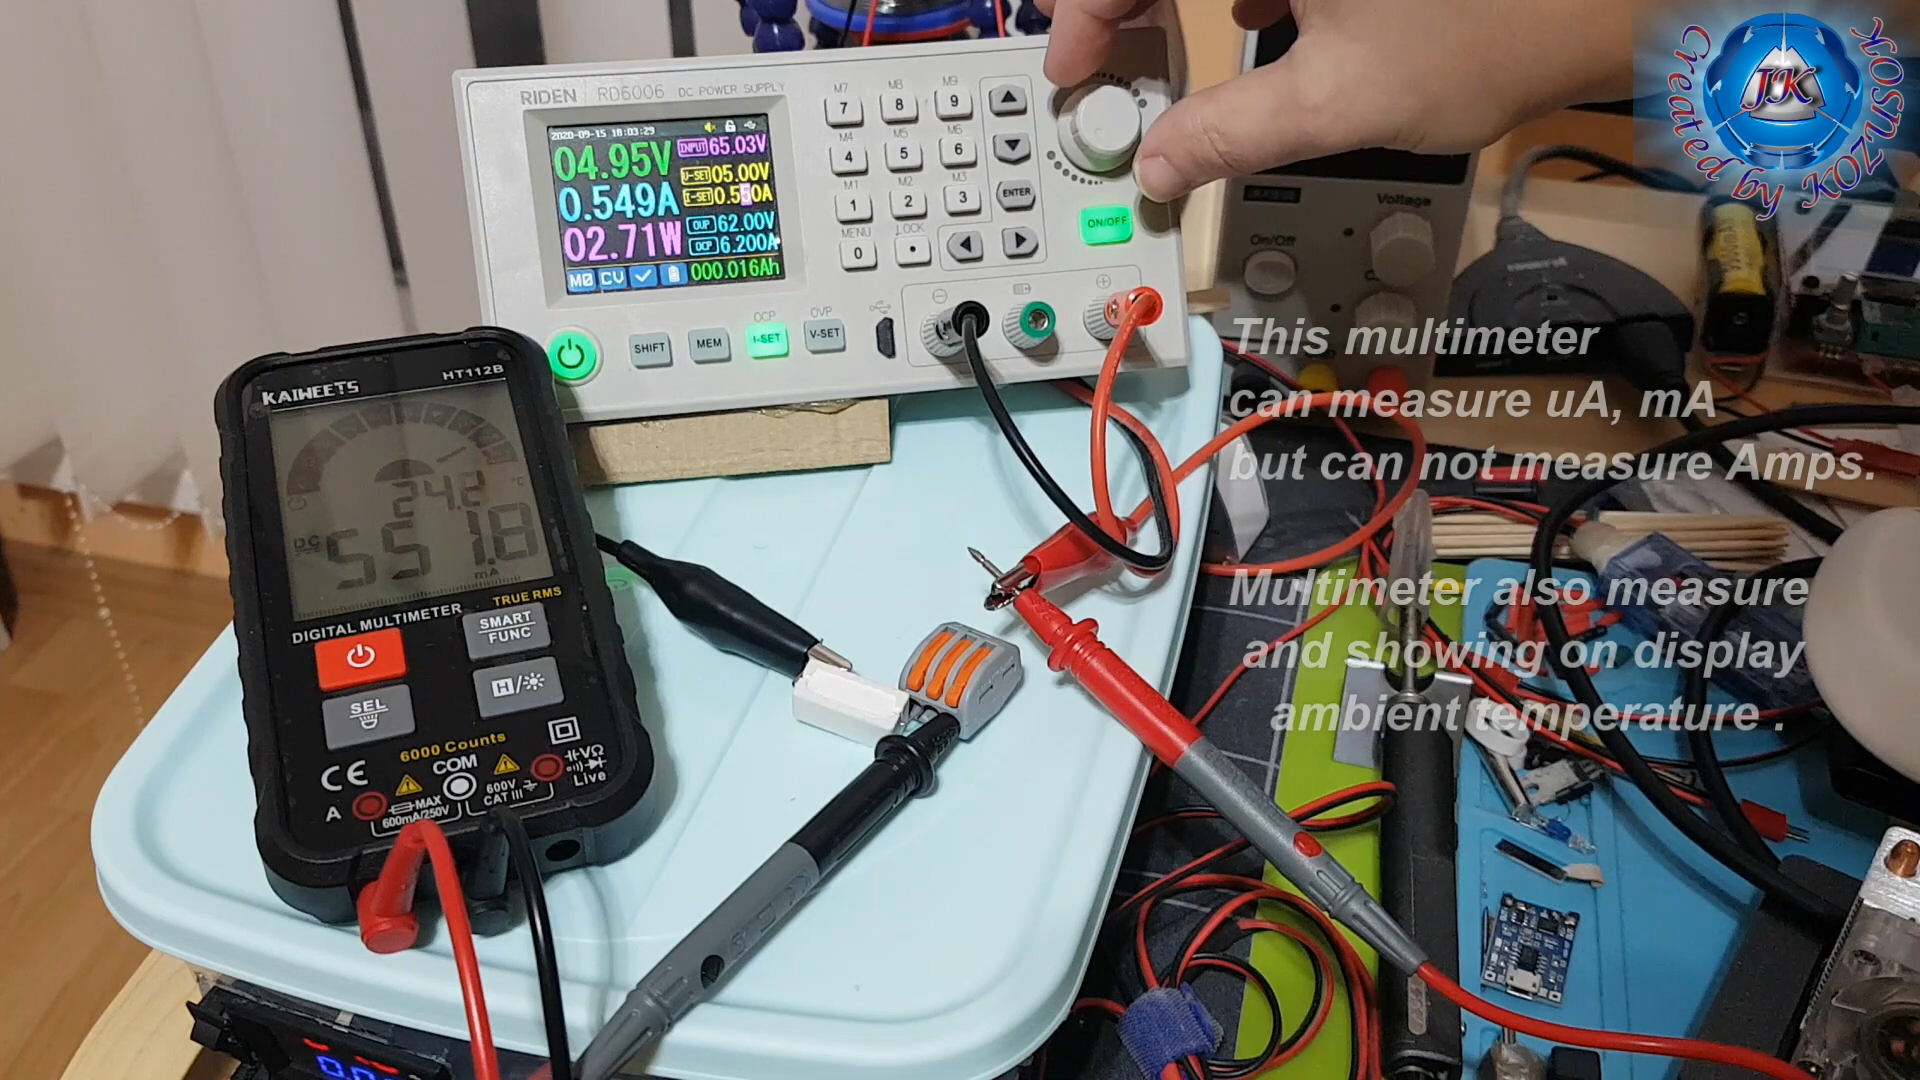 RIDEN RD6006 DC POWER SUPPLY
2020-09-15 18:03:29
04.95V
INPUT 65.03V
0.549A
U-SET 05.00V
I-SET 0.550A
02.71W
OVP 62.00V
OCP 6.200A
M0 CV 000.016Ah
M7 M8 M9
7 8 9
M4 M5 M6
4 5 6
M1 M2 M3
1 2 3
ENTER
MENU LOCK
0 .
ON/OFF
OCP OVP
SHIFT MEM I-SET V-SET
Created by KOZUSOK
JK
On/Off
Voltage
This multimeter
can measure uA, mA
but can not measure Amps.
Multimeter also measure
and showing on display
ambient temperature .
KAIWEETS HT112B
24.2 °C
DC 551.8
mA
DIGITAL MULTIMETER TRUE RMS
SMART
FUNC
SEL
H/
6000 Counts
CE
COM
VΩ
Live
A
MAX
600mA/250V
600V
CAT III